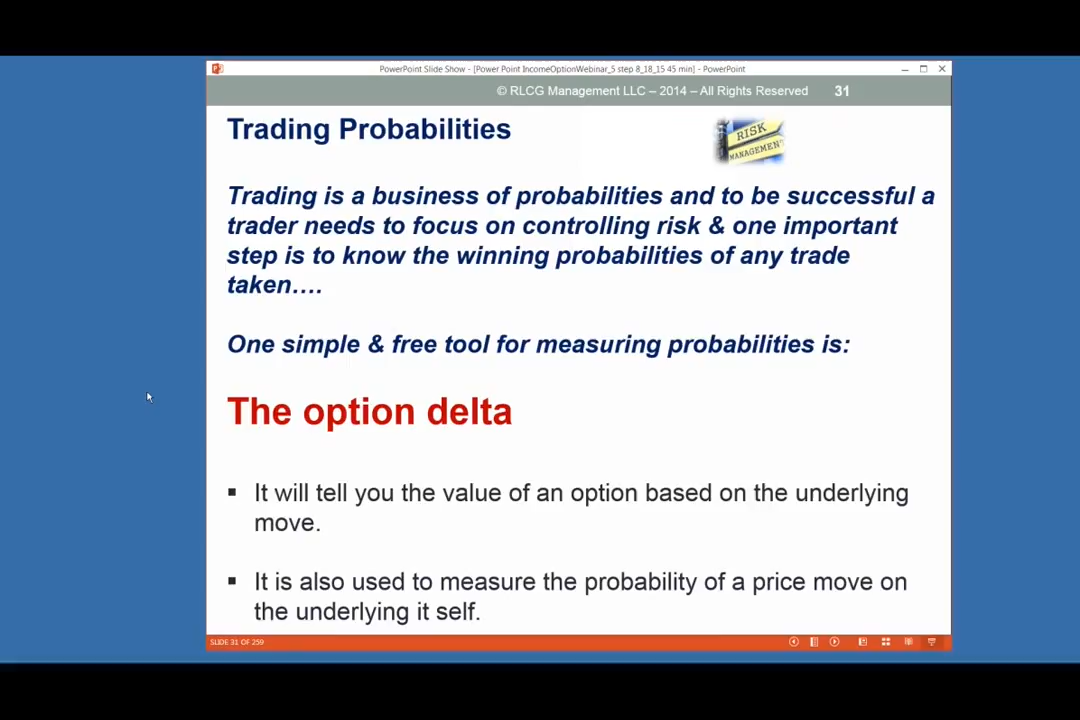 PowerPoint Slide Show - [Power Point IncomeOptionWebinar_5 step 8_18_15 45 min] - PowerPoint
© RLCG Management LLC – 2014 – All Rights Reserved 31
Trading Probabilities
RISK
MANAGEMENT
Trading is a business of probabilities and to be successful a
trader needs to focus on controlling risk & one important
step is to know the winning probabilities of any trade
taken….
One simple & free tool for measuring probabilities is:
The option delta
▪ It will tell you the value of an option based on the underlying
move.
▪ It is also used to measure the probability of a price move on
the underlying it self.
SLIDE 31 OF 259